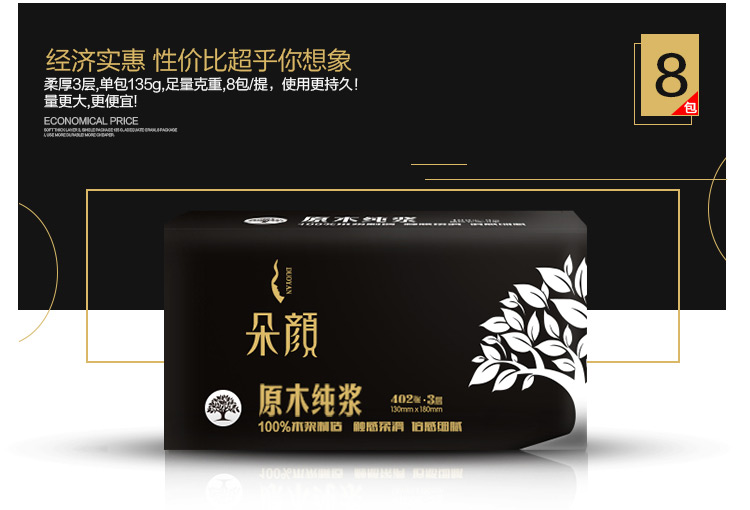 经济实惠 性价比超乎你想象
柔厚3层,单包135g,足量克重,8包/提，使用更持久!
量更大,更便宜!
ECONOMICAL PRICE
8
包
原木纯浆
DUOYAN
朵顏
原木纯浆
402张·3层
130mm x 180mm
100%木浆制造 触感柔滑 倍感细腻